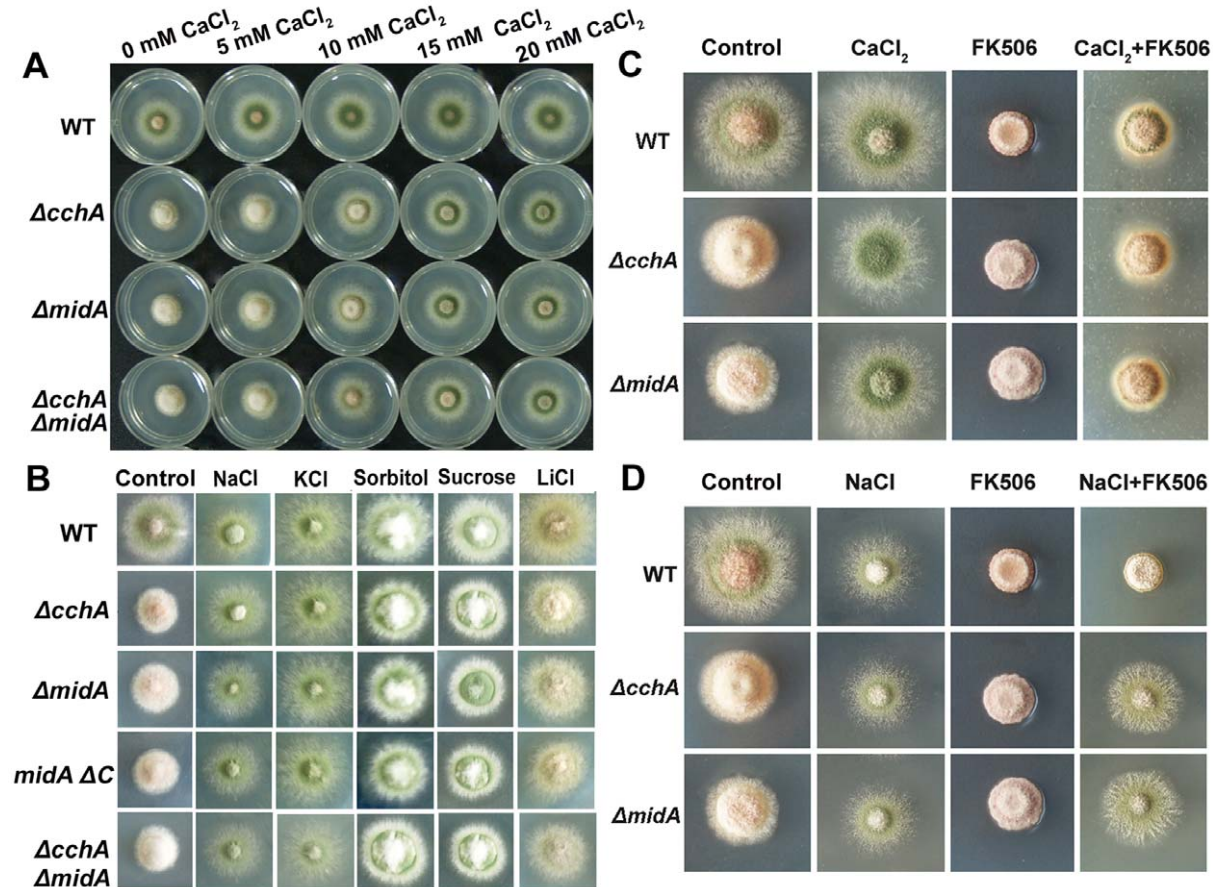 0 mM CaCl₂ 5 mM CaCl₂ 10 mM CaCl₂ 15 mM CaCl₂ 20 mM CaCl₂
A
WT
ΔcchA
ΔmidA
ΔcchA
ΔmidA
B
Control NaCl KCl Sorbitol Sucrose LiCl
WT
ΔcchA
ΔmidA
midA ΔC
ΔcchA
ΔmidA
C
Control CaCl₂ FK506 CaCl₂+FK506
WT
ΔcchA
ΔmidA
D
Control NaCl FK506 NaCl+FK506
WT
ΔcchA
ΔmidA